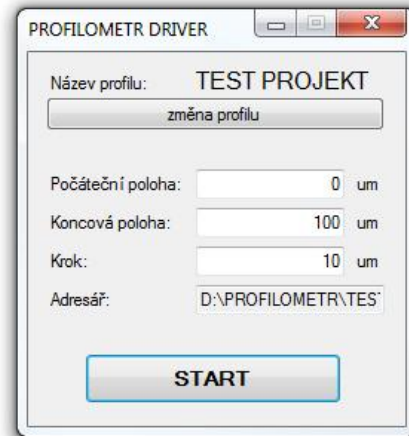 PROFILOMETR DRIVER
Název profilu: TEST PROJEKT
změna profilu
Počáteční poloha: 0 um
Koncová poloha: 100 um
Krok: 10 um
Adresář: D:\PROFILOMETR\TES
START